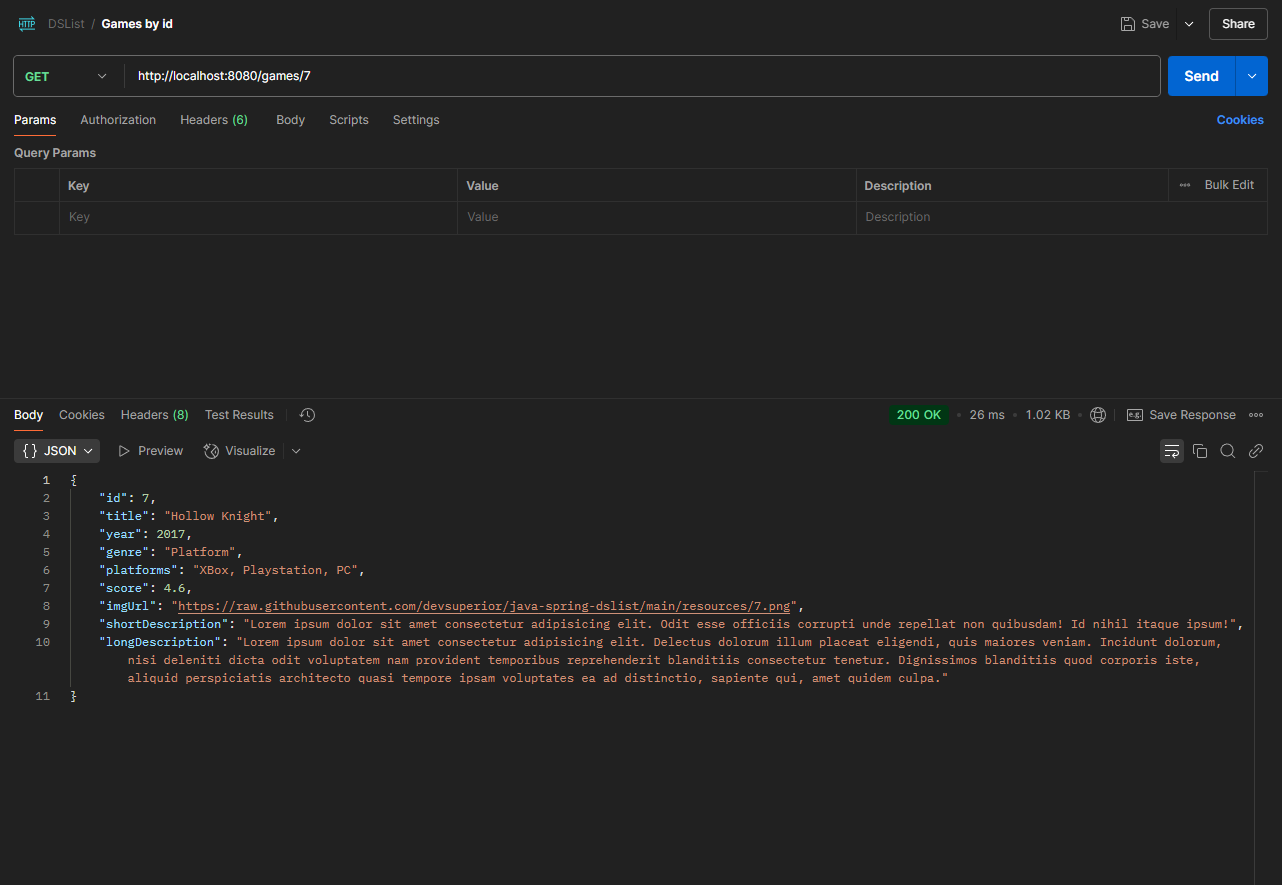 HTTP DSList / Games by id Save Share
GET http://localhost:8080/games/7 Send
Params Authorization Headers (6) Body Scripts Settings Cookies
Query Params
Key Value Description Bulk Edit
Key Value Description
Body Cookies Headers (8) Test Results 200 OK 26 ms 1.02 KB e.g. Save Response
{} JSON Preview Visualize
1 {
2 "id": 7,
3 "title": "Hollow Knight",
4 "year": 2017,
5 "genre": "Platform",
6 "platforms": "XBox, Playstation, PC",
7 "score": 4.6,
8 "imgUrl": "https://raw.githubusercontent.com/devsuperior/java-spring-dslist/main/resources/7.png",
9 "shortDescription": "Lorem ipsum dolor sit amet consectetur adipisicing elit. Odit esse officiis corrupti unde repellat non quibusdam! Id nihil itaque ipsum!",
10 "longDescription": "Lorem ipsum dolor sit amet consectetur adipisicing elit. Delectus dolorum illum placeat eligendi, quis maiores veniam. Incidunt dolorum,
nisi deleniti dicta odit voluptatem nam provident temporibus reprehenderit blanditiis consectetur tenetur. Dignissimos blanditiis quod corporis iste,
aliquid perspiciatis architecto quasi tempore ipsam voluptates ea ad distinctio, sapiente qui, amet quidem culpa."
11 }